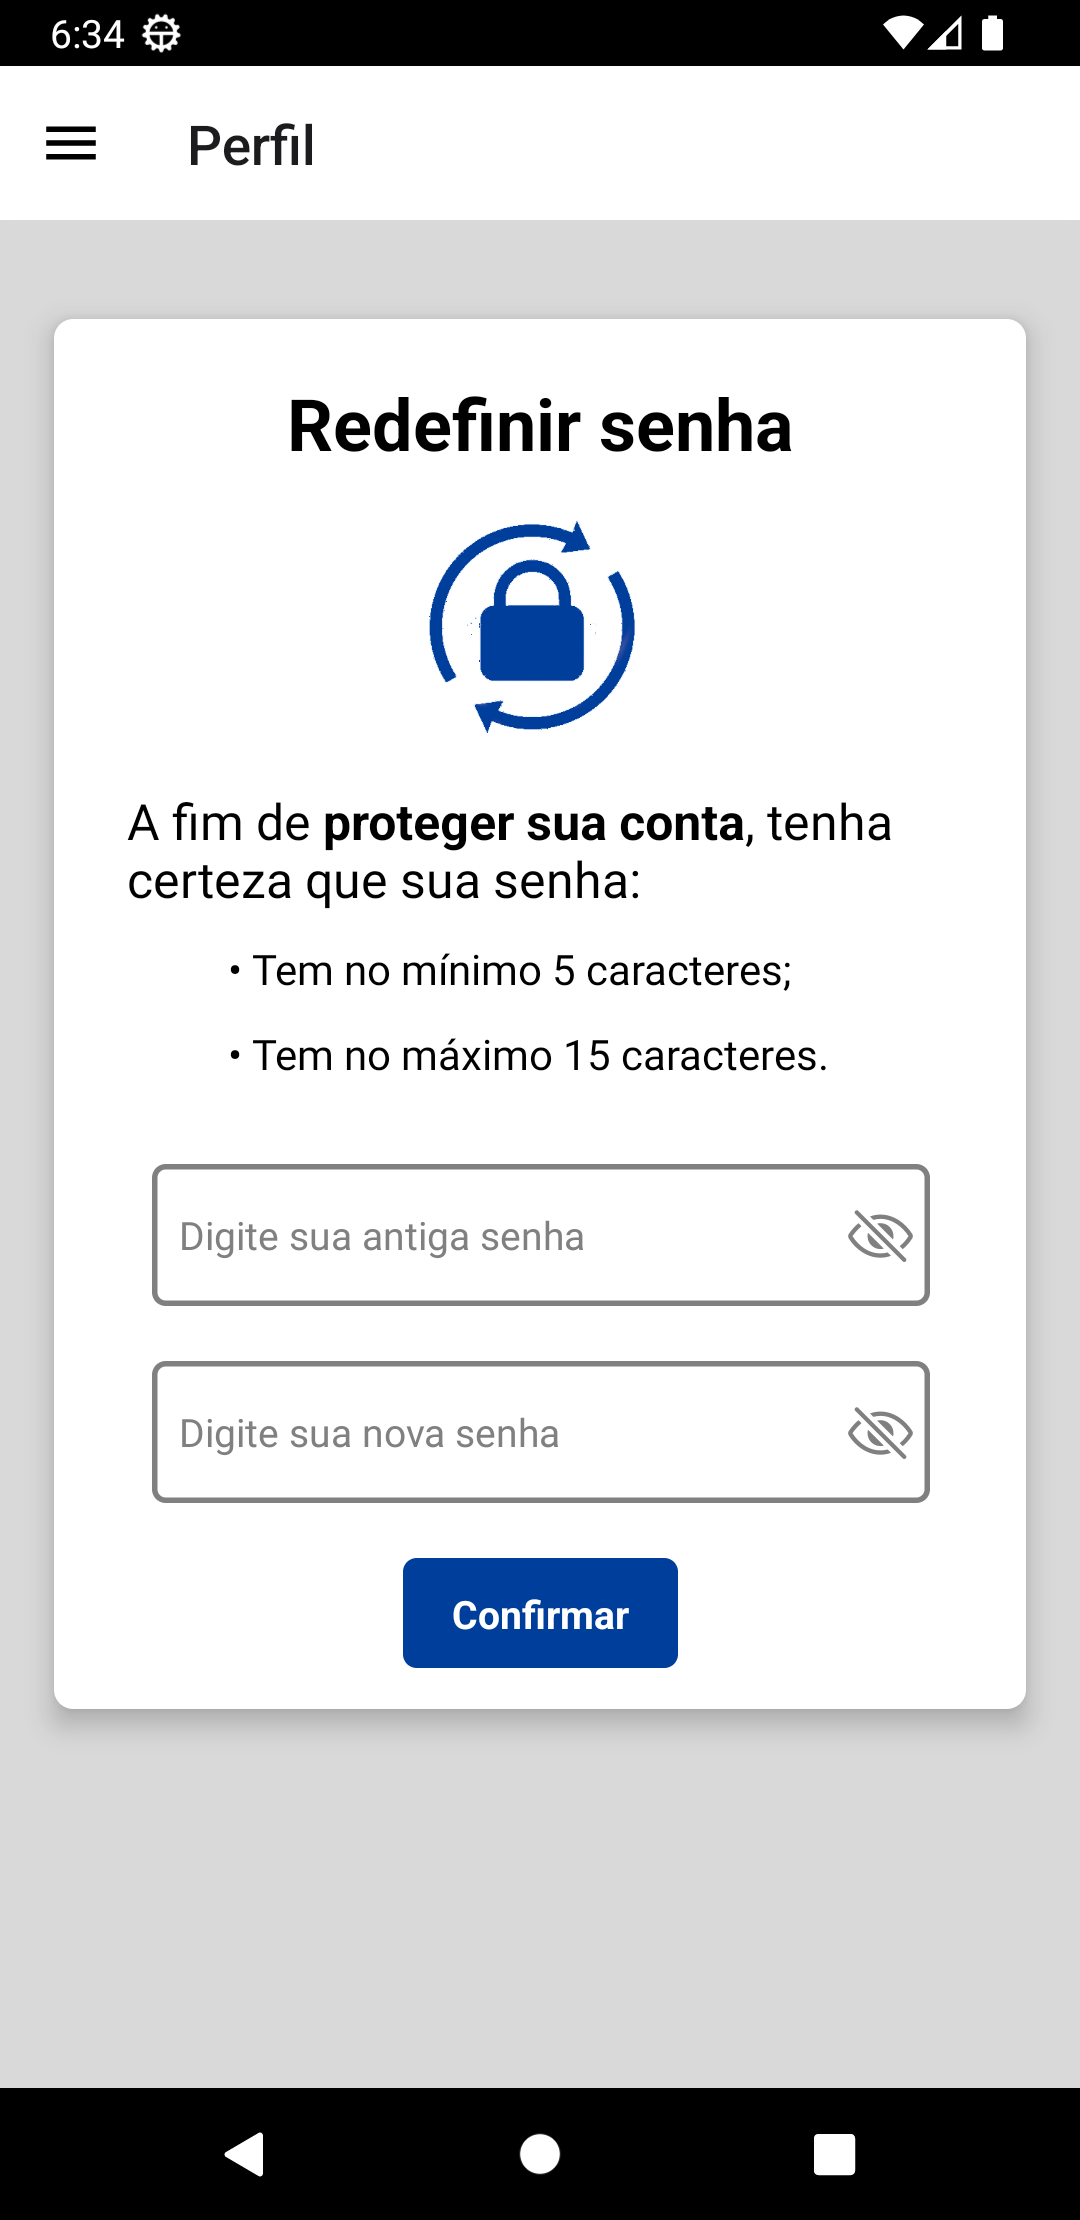 6:34
Perfil
Redefinir senha
A fim de proteger sua conta, tenha
certeza que sua senha:
• Tem no mínimo 5 caracteres;
• Tem no máximo 15 caracteres.
Digite sua antiga senha
Digite sua nova senha
Confirmar